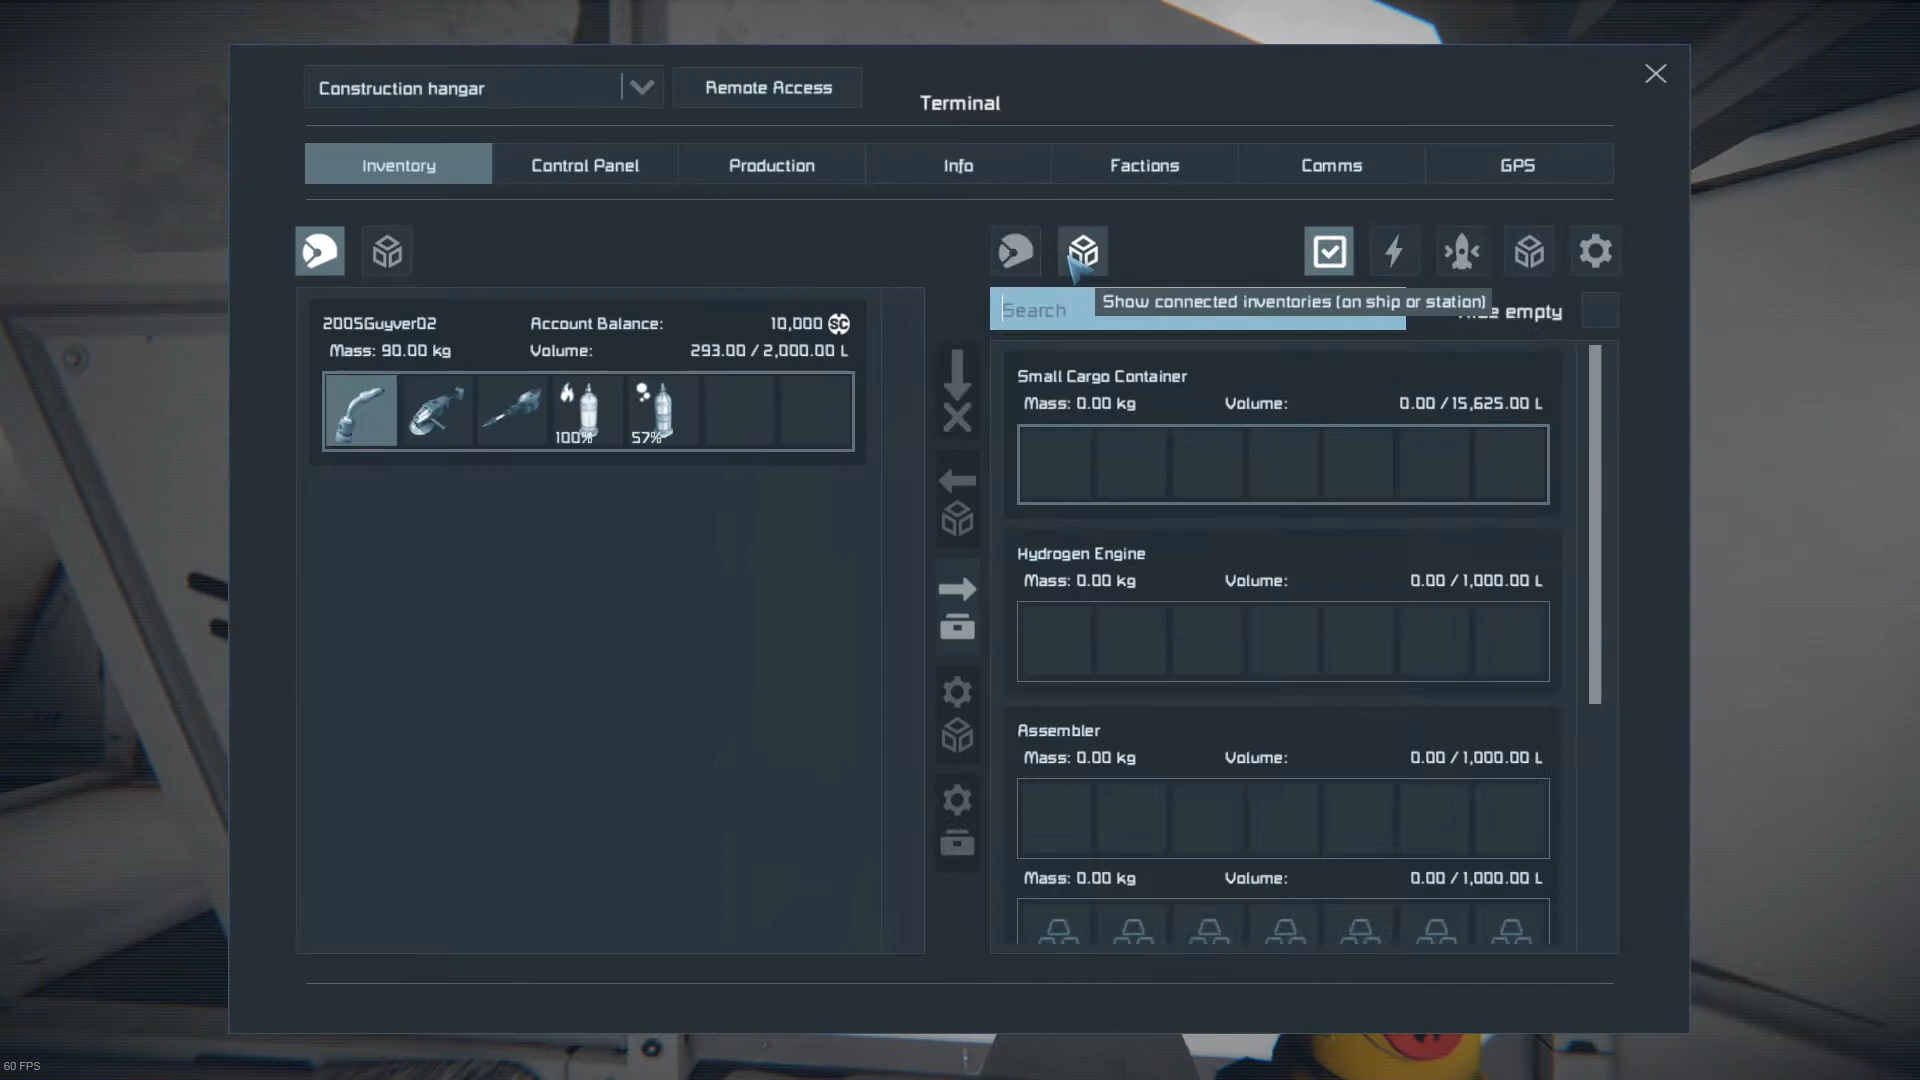 Construction hangar
Remote Access
Terminal
Inventory
Control Panel
Production
Info
Factions
Comms
GPS
Show connected inventories (on ship or station)
Search
empty
2005Guyver02
Account Balance:
10,000 SC
Mass: 90.00 kg
Volume:
293.00 / 2,000.00 L
100%
57%
Small Cargo Container
Mass: 0.00 kg
Volume:
0.00 / 15,625.00 L
Hydrogen Engine
Mass: 0.00 kg
Volume:
0.00 / 1,000.00 L
Assembler
Mass: 0.00 kg
Volume:
0.00 / 1,000.00 L
Mass: 0.00 kg
Volume:
0.00 / 1,000.00 L
60 FPS